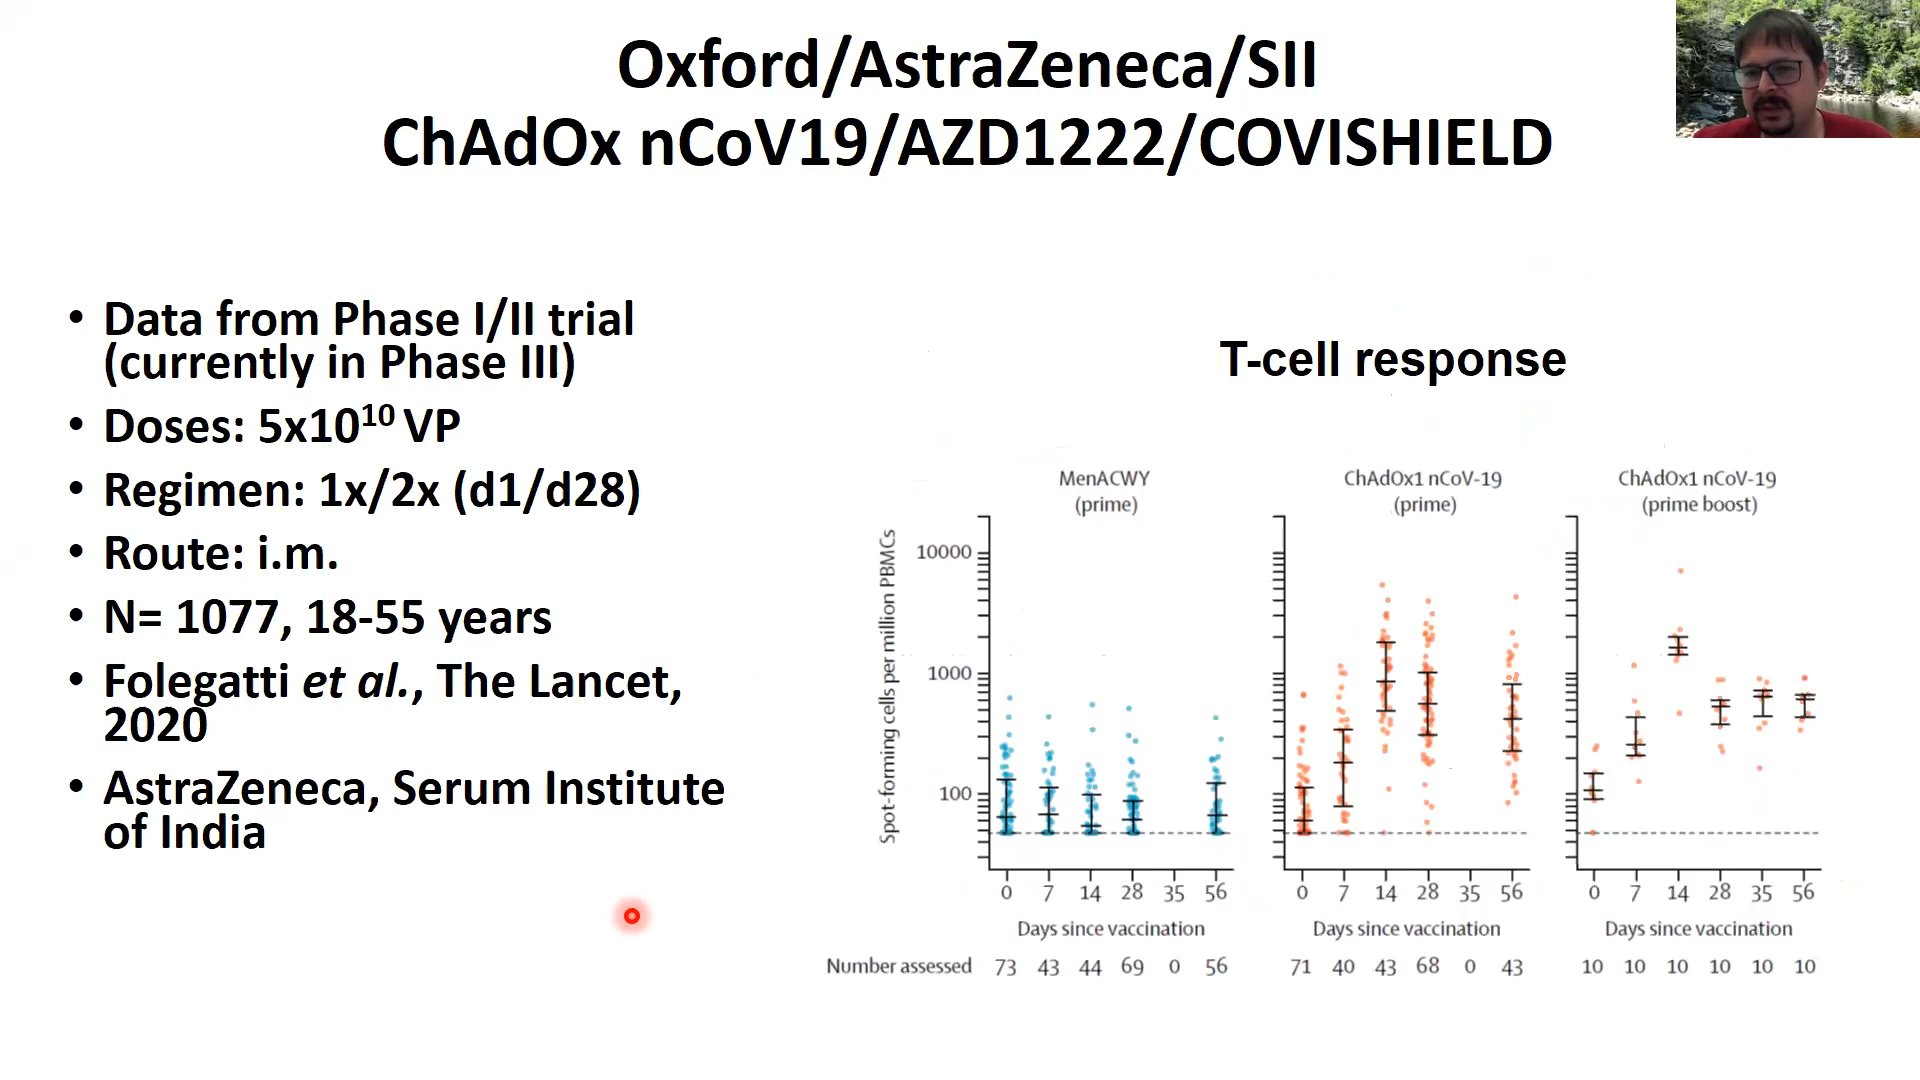 Oxford/AstraZeneca/SII
ChAdOx nCoV19/AZD1222/COVISHIELD
• Data from Phase I/II trial
(currently in Phase III)
• Doses: 5x10¹⁰ VP
• Regimen: 1x/2x (d1/d28)
• Route: i.m.
• N= 1077, 18-55 years
• Folegatti et al., The Lancet,
2020
• AstraZeneca, Serum Institute
of India
T-cell response
MenACWY
(prime)
ChAdOx1 nCoV-19
(prime)
ChAdOx1 nCoV-19
(prime boost)
Spot-forming cells per million PBMCs
10000
1000
100
0 7 14 28 35 56
0 7 14 28 35 56
0 7 14 28 35 56
Days since vaccination
Days since vaccination
Days since vaccination
Number assessed 73 43 44 69 0 56 71 40 43 68 0 43 10 10 10 10 10 10